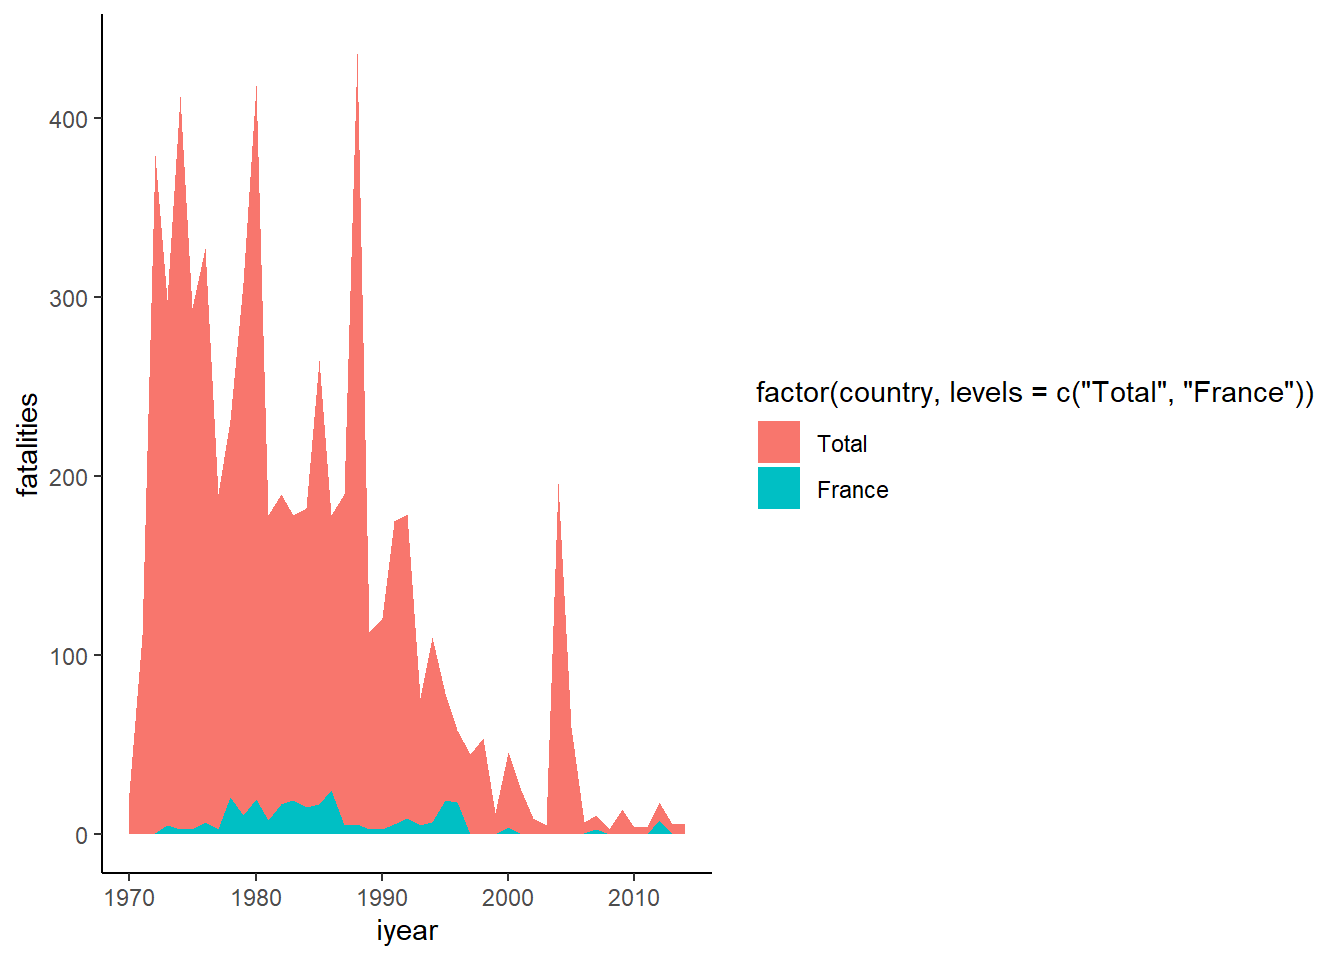 400
300
200
100
0
fatalities
1970 1980 1990 2000 2010
iyear
factor(country, levels = c("Total", "France"))
Total
France